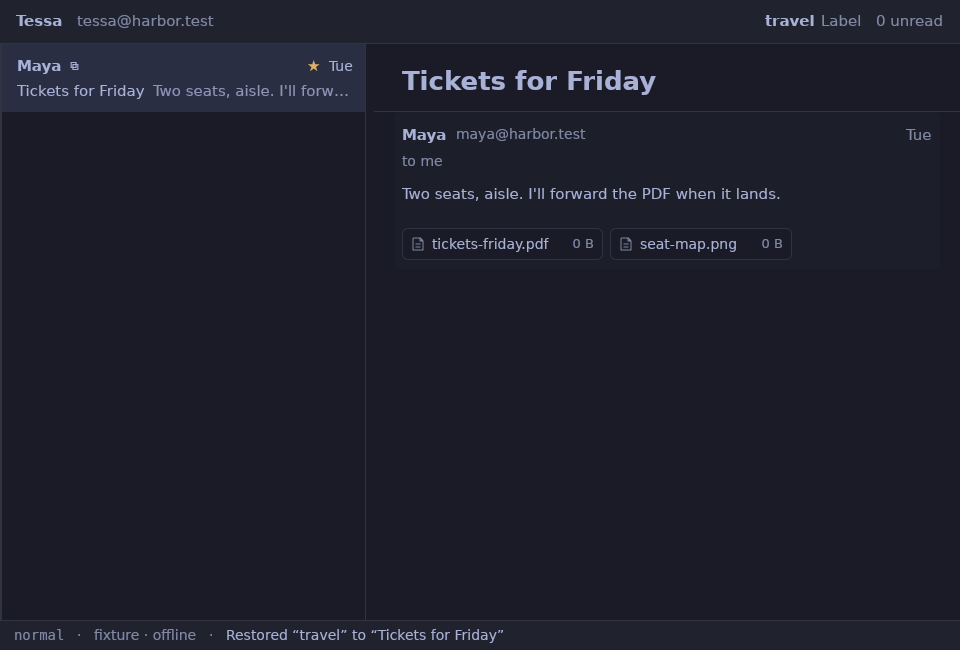 Tessa tessa@harbor.test travel Label 0 unread
Maya Tue
Tickets for Friday Two seats, aisle. I'll forw…
Tickets for Friday
Maya maya@harbor.test Tue
to me
Two seats, aisle. I'll forward the PDF when it lands.
tickets-friday.pdf 0 B seat-map.png 0 B
normal · fixture · offline · Restored “travel” to “Tickets for Friday”